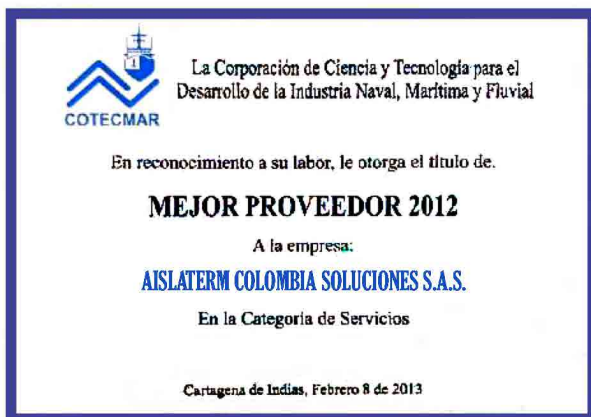 COTECMAR
La Corporación de Ciencia y Tecnología para el
Desarrollo de la Industria Naval, Marítima y Fluvial
En reconocimiento a su labor, le otorga el título de.
MEJOR PROVEEDOR 2012
A la empresa:
AISLATERM COLOMBIA SOLUCIONES S.A.S.
En la Categoría de Servicios
Cartagena de Indias, Febrero 8 de 2013